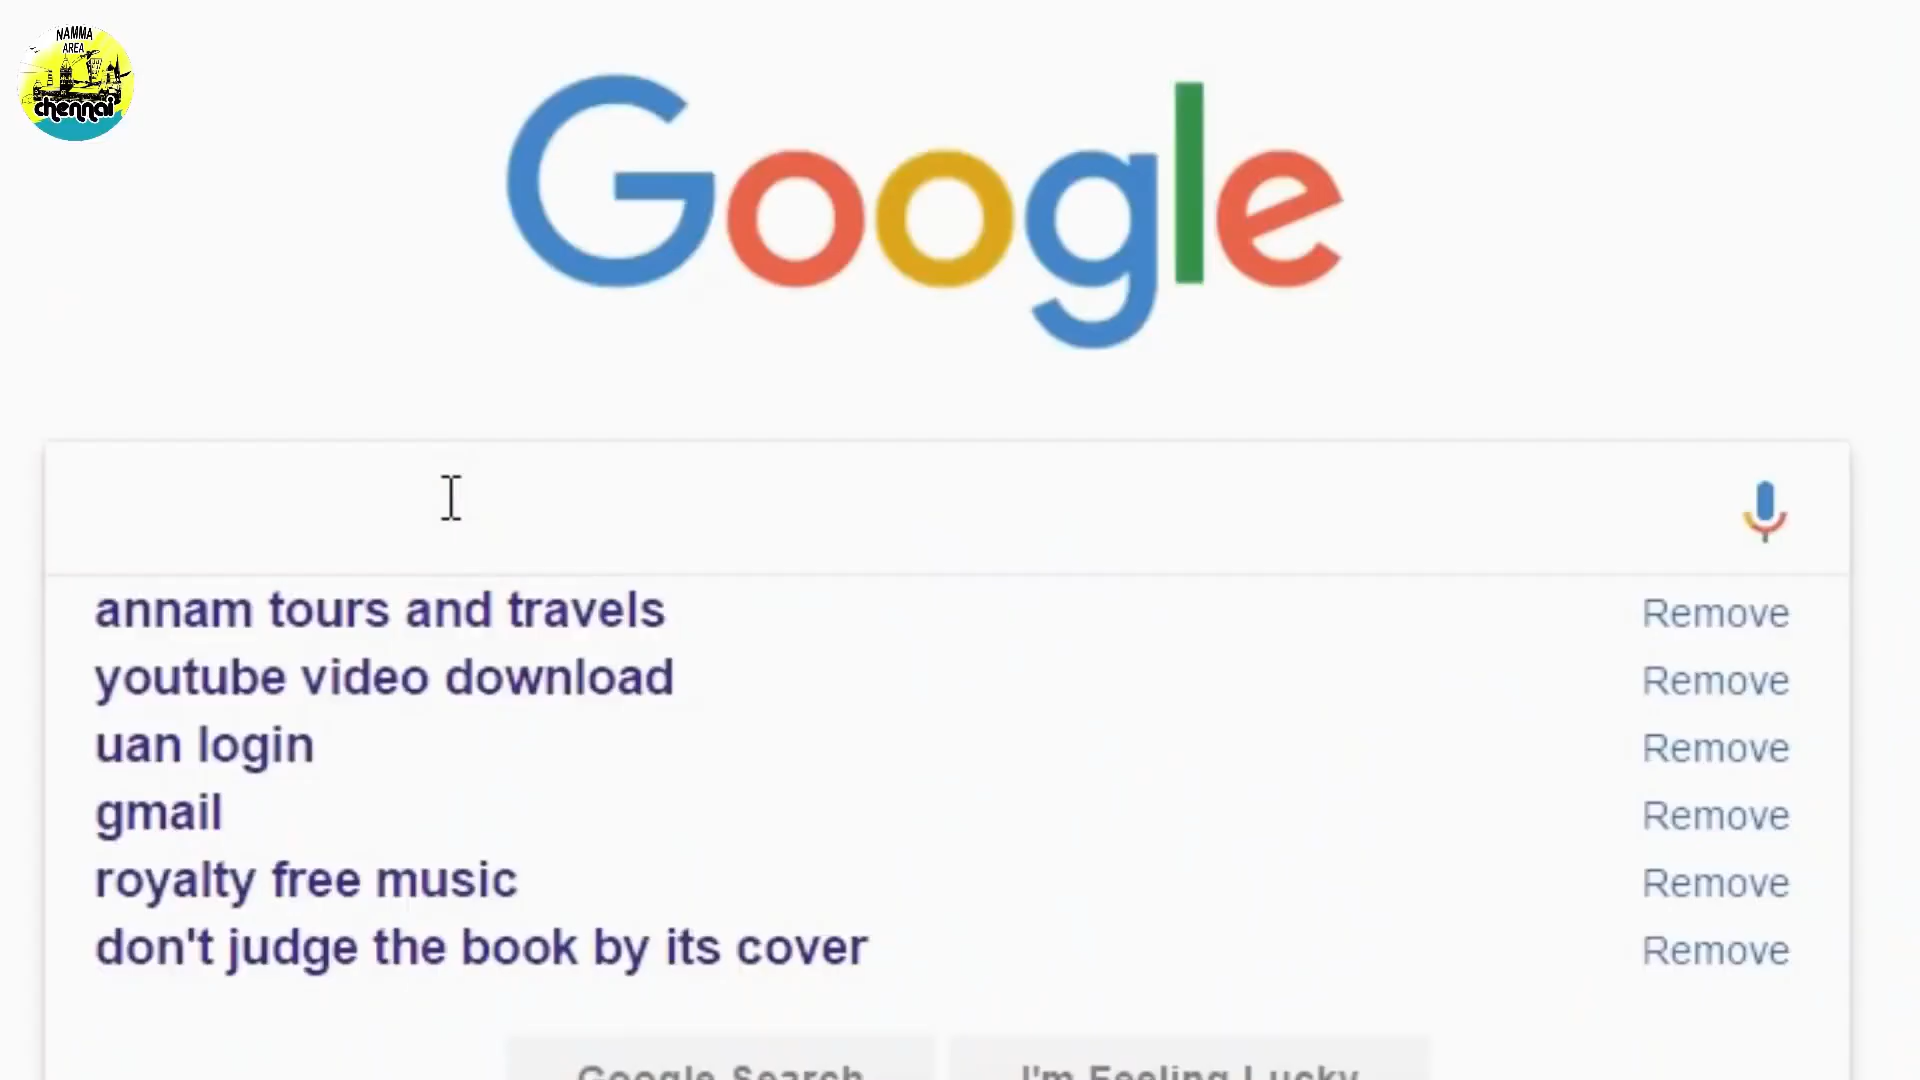 NAMMA
AREA
chennai
Google
annam tours and travels Remove
youtube video download Remove
uan login Remove
gmail Remove
royalty free music Remove
don't judge the book by its cover Remove
Google Search I'm Feeling Lucky